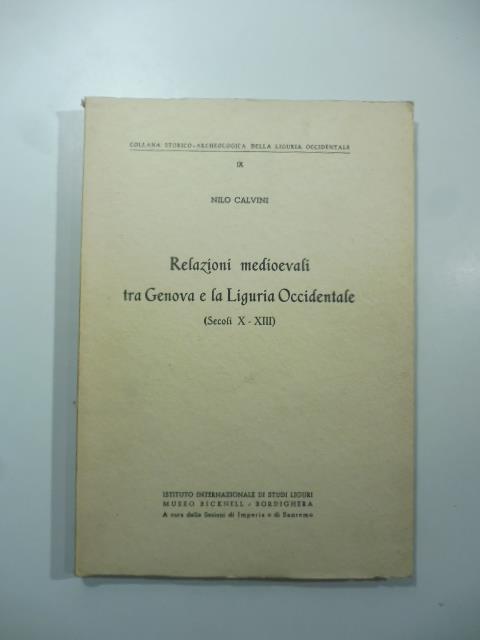 COLLANA STORICO-ARCHEOLOGICA DELLA LIGURIA OCCIDENTALE
IX
NILO CALVINI
Relazioni medioevali
tra Genova e la Liguria Occidentale
(Secoli X - XIII)
ISTITUTO INTERNAZIONALE DI STUDI LIGURI
MUSEO BICKNELL - BORDIGHERA
A cura delle Sezioni di Imperia e di Sanremo